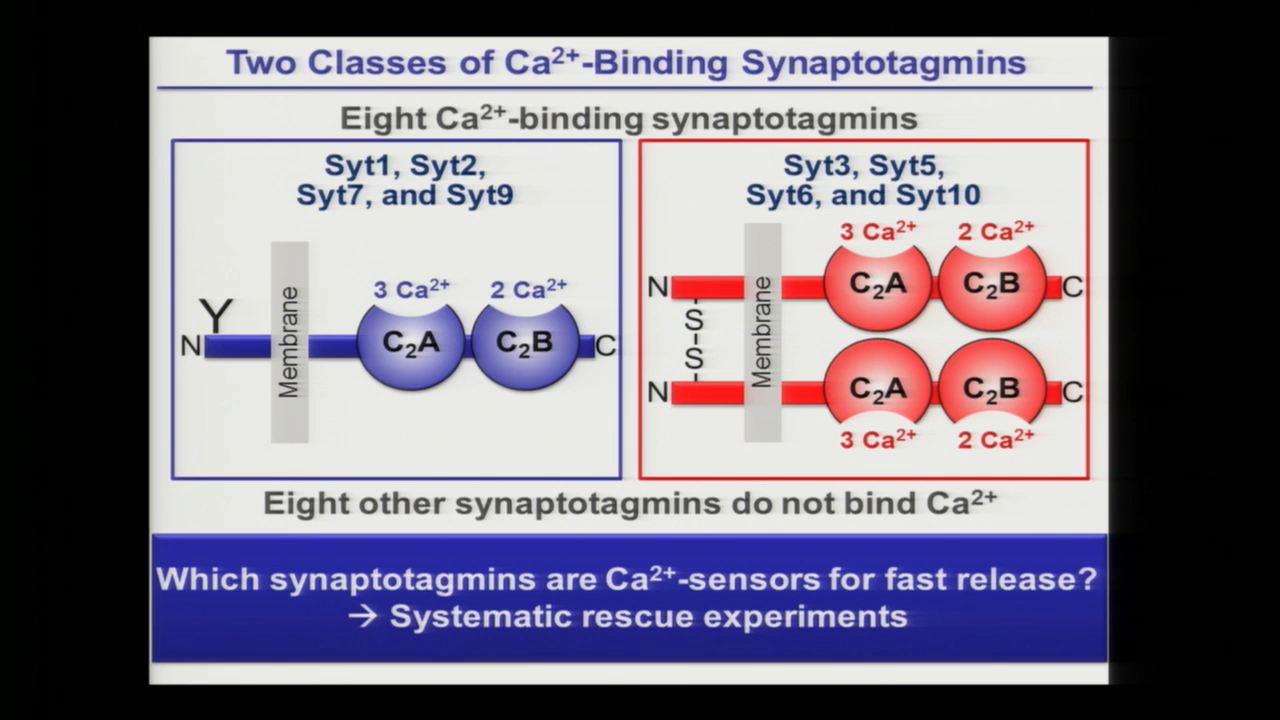 Two Classes of Ca²⁺-Binding Synaptotagmins
Eight Ca²⁺-binding synaptotagmins
Syt1, Syt2,
Syt7, and Syt9
3 Ca²⁺ 2 Ca²⁺
Y
N
Membrane
C₂A
C₂B
C
Syt3, Syt5,
Syt6, and Syt10
3 Ca²⁺ 2 Ca²⁺
N
Membrane
C₂A
C₂B
C
S
S
N
C₂A
C₂B
C
3 Ca²⁺ 2 Ca²⁺
Eight other synaptotagmins do not bind Ca²⁺
Which synaptotagmins are Ca²⁺-sensors for fast release?
→ Systematic rescue experiments